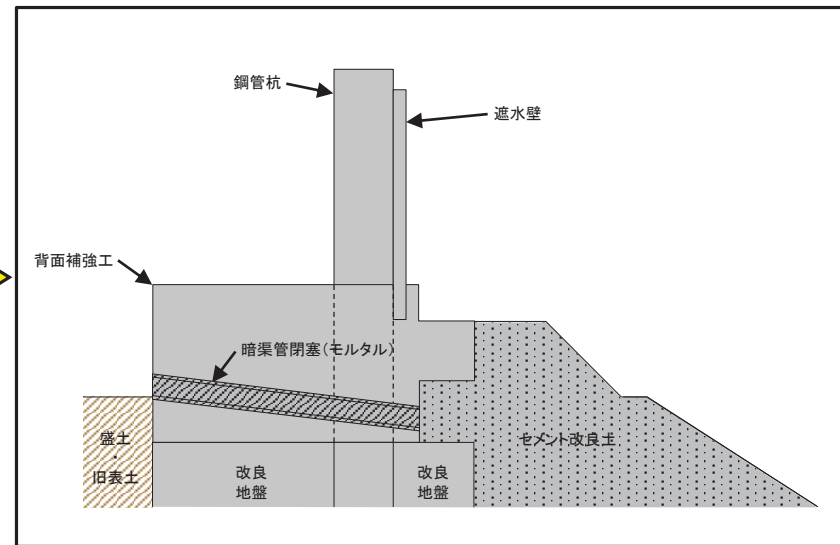 鋼管杭
遮水壁
背面補強工
暗渠管閉塞（モルタル）
セメント改良土
盛土
・
旧表土
改良
地盤
改良
地盤